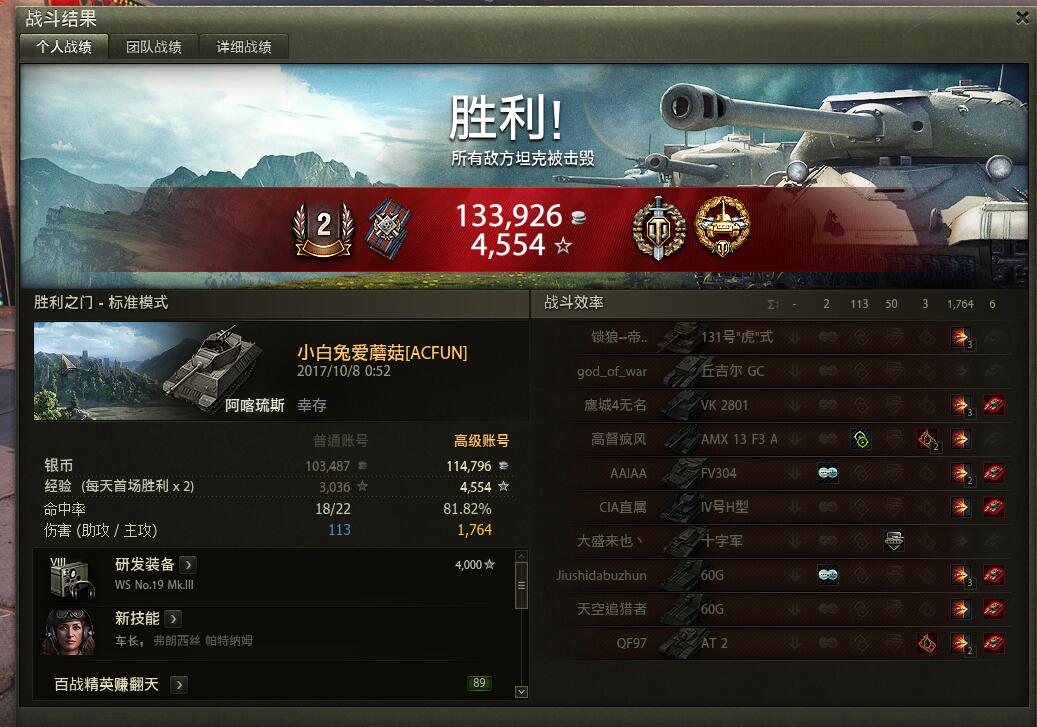 战斗结果
个人战绩 团队战绩 详细战绩
胜利!
所有敌方坦克被击毁
2
133,926
4,554
胜利之门 - 标准模式
小白兔爱蘑菇[ACFUN]
2017/10/8 0:52
阿喀琉斯 幸存
普通账号 高级账号
银币 103,487 114,796
经验 (每天首场胜利 x 2) 3,036 4,554
命中率 18/22 81.82%
伤害 (助攻 / 主攻) 113 1,764
VIII 研发装备 4,000
WS No.19 Mk.III
新技能
车长，弗朗西丝 帕特纳姆
百战精英赚翻天 89
战斗效率 Σ: - 2 113 50 3 1,764 6
锁狼--帝.. 131号"虎"式 3
god_of_war 丘吉尔 GC
鹰城4无名 VK 2801 3
高督疯风 AMX 13 F3 A 2
AAIAA FV304 2
CIA直属 IV号H型
大盛来也丶 十字军
Jiushidabuzhun 60G 3
天空追猎者 60G
QF97 AT 2 2